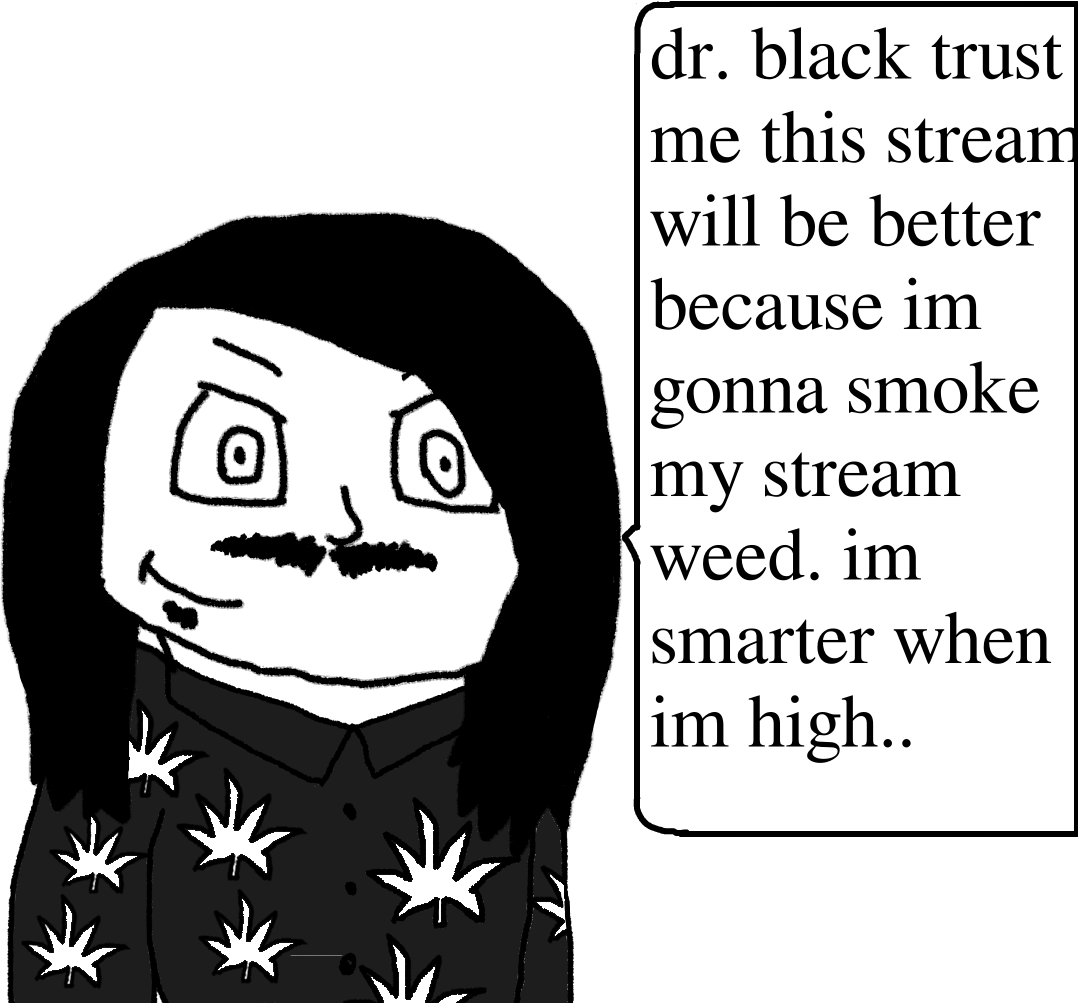 dr. black trust
me this stream
will be better
because im
gonna smoke
my stream
weed. im
smarter when
im high..